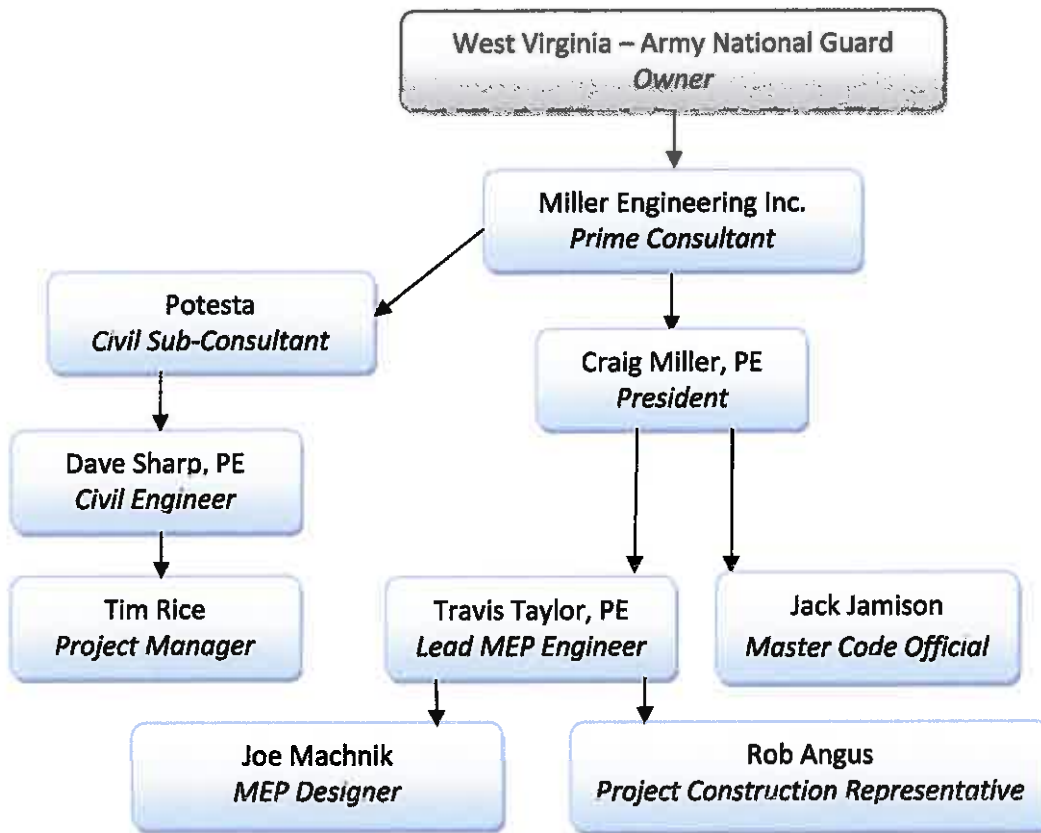 West Virginia – Army National Guard
Owner
Miller Engineering Inc.
Prime Consultant
Potesta
Civil Sub-Consultant
Craig Miller, PE
President
Dave Sharp, PE
Civil Engineer
Tim Rice
Project Manager
Travis Taylor, PE
Lead MEP Engineer
Jack Jamison
Master Code Official
Joe Machnik
MEP Designer
Rob Angus
Project Construction Representative